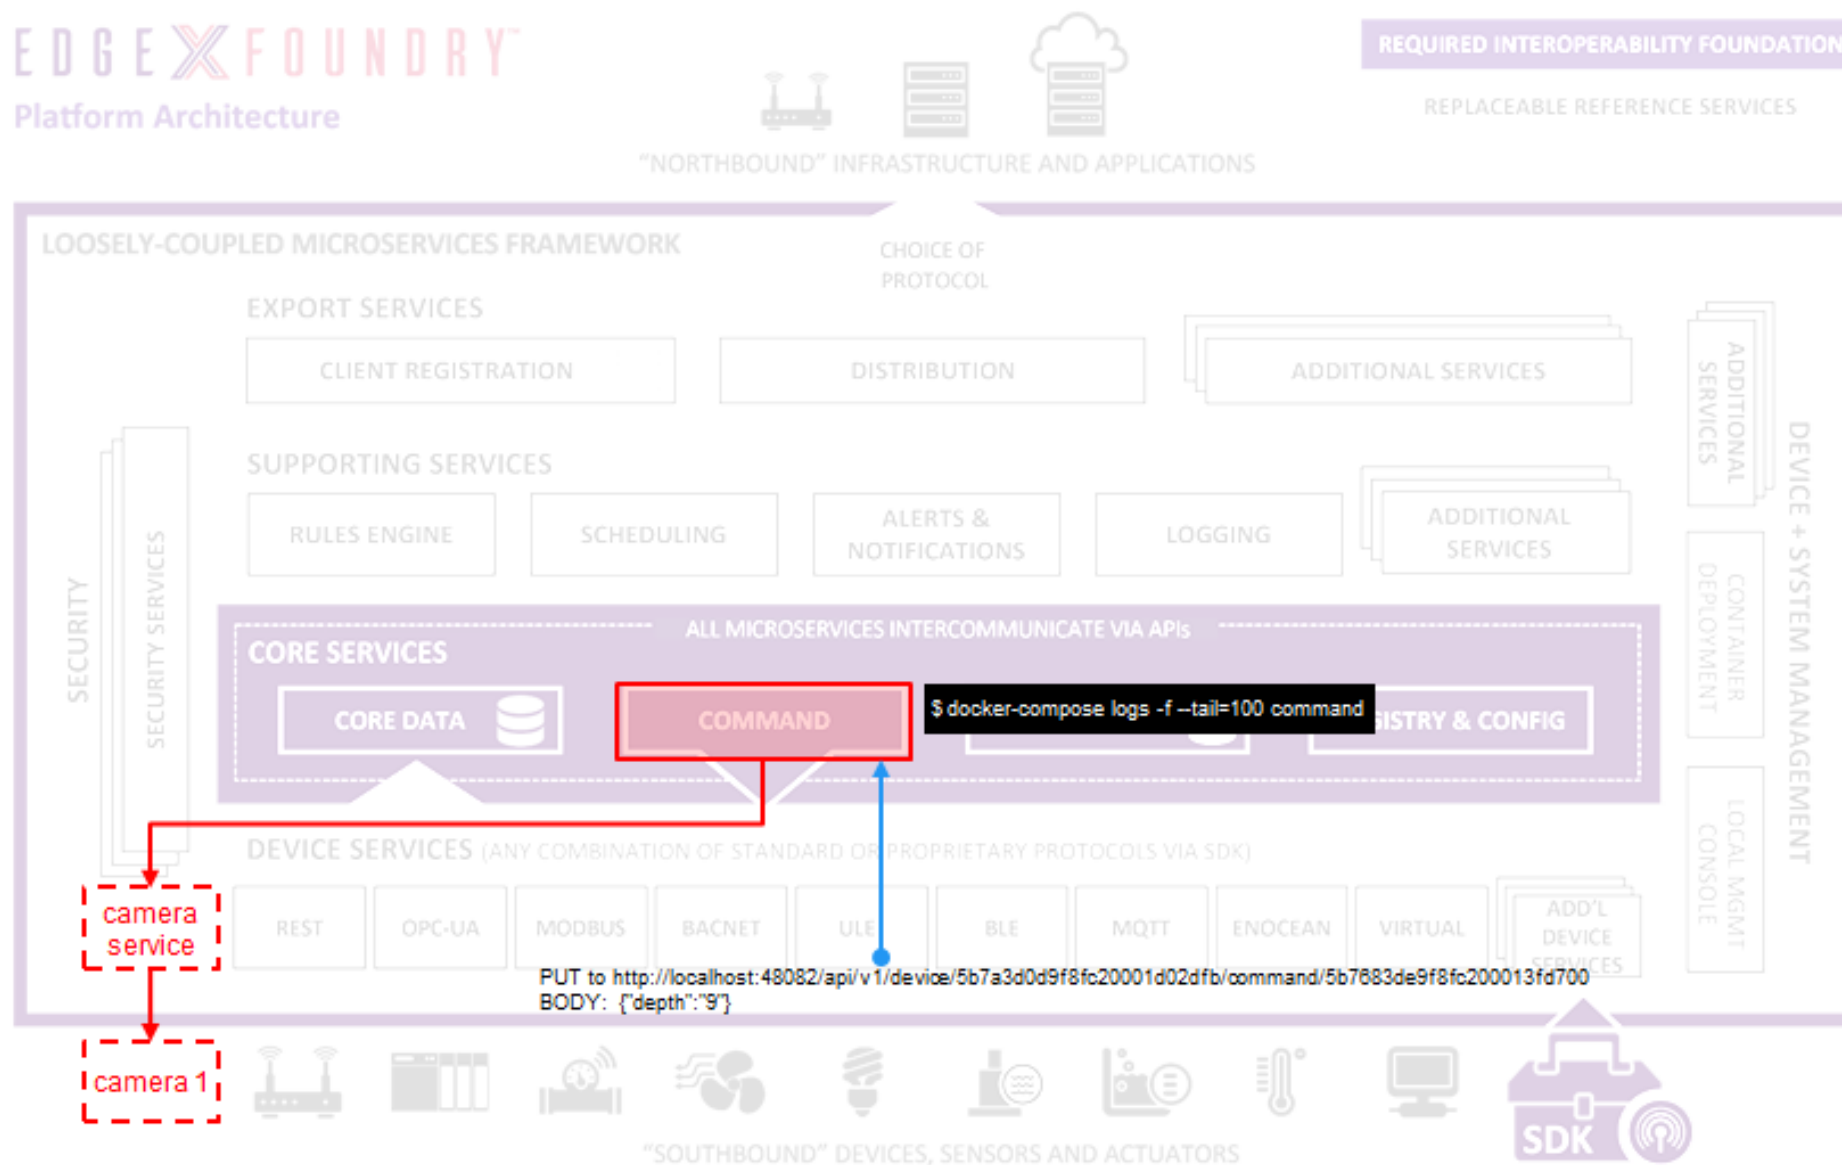 EDGE X FOUNDRY™
Platform Architecture
REQUIRED INTEROPERABILITY FOUNDATION
REPLACEABLE REFERENCE SERVICES
"NORTHBOUND" INFRASTRUCTURE AND APPLICATIONS
LOOSELY-COUPLED MICROSERVICES FRAMEWORK
CHOICE OF
PROTOCOL
EXPORT SERVICES
CLIENT REGISTRATION
DISTRIBUTION
ADDITIONAL SERVICES
SUPPORTING SERVICES
RULES ENGINE
SCHEDULING
ALERTS &
NOTIFICATIONS
LOGGING
ADDITIONAL
SERVICES
SECURITY
SECURITY SERVICES
ADDITIONAL
SERVICES
CONTAINER
DEPLOYMENT
LOCAL MGMT
CONSOLE
DEVICE + SYSTEM MANAGEMENT
ALL MICROSERVICES INTERCOMMUNICATE VIA APIs
CORE SERVICES
CORE DATA
COMMAND
$ docker-compose logs -f --tail=100 command
ISTRY & CONFIG
DEVICE SERVICES (ANY COMBINATION OF STANDARD OR PROPRIETARY PROTOCOLS VIA SDK)
camera
service
REST
OPC-UA
MODBUS
BACNET
ULE
BLE
MQTT
ENOCEAN
VIRTUAL
ADD'L
DEVICE
SERVICES
PUT to http://localhost:48082/api/v1/device/5b7a3d0d9f8fc20001d02dfb/command/5b7683de9f8fc200013fd700
BODY: {"depth":"9"}
camera 1
SDK
"SOUTHBOUND" DEVICES, SENSORS AND ACTUATORS